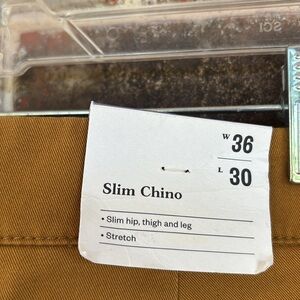 W 36
L 30
Slim Chino
• Slim hip, thigh and leg
• Stretch